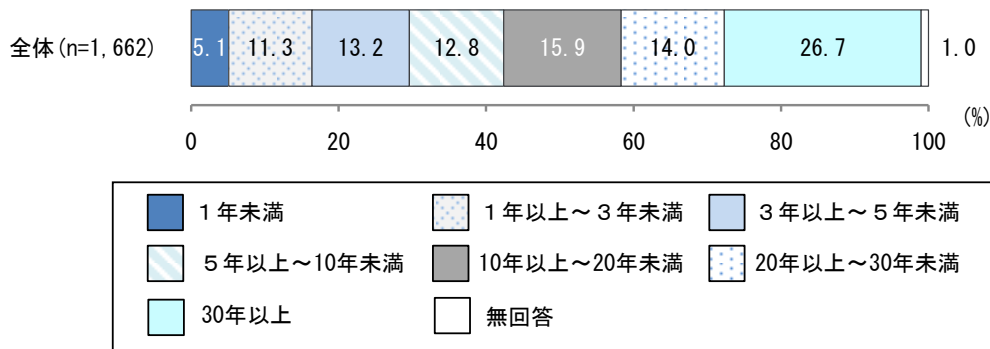 全体(n=1,662) 5.1 11.3 13.2 12.8 15.9 14.0 26.7 1.0
(%)
0 20 40 60 80 100
１年未満 １年以上～３年未満 ３年以上～５年未満
５年以上～10年未満 10年以上～20年未満 20年以上～30年未満
30年以上 無回答